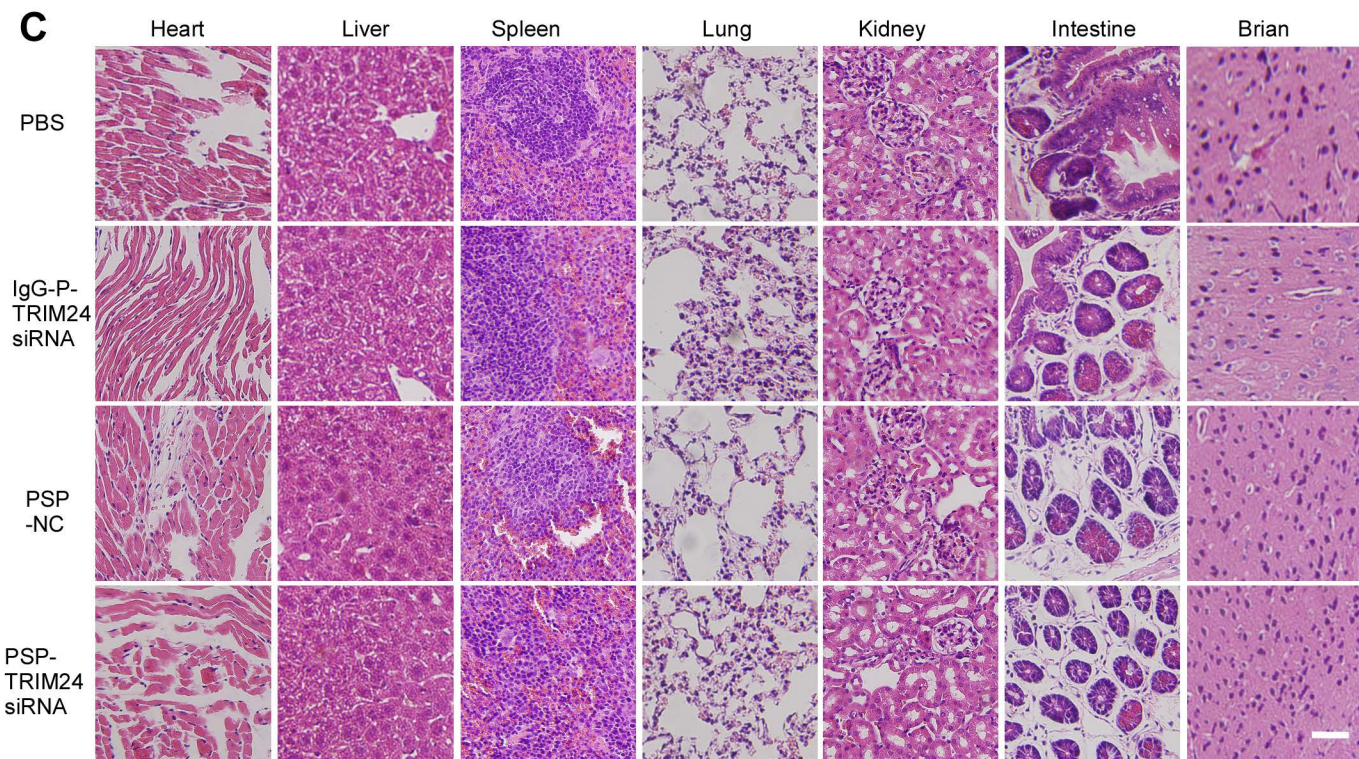 C
Heart Liver Spleen Lung Kidney Intestine Brian
PBS
IgG-P-
TRIM24
siRNA
PSP
-NC
PSP-
TRIM24
siRNA